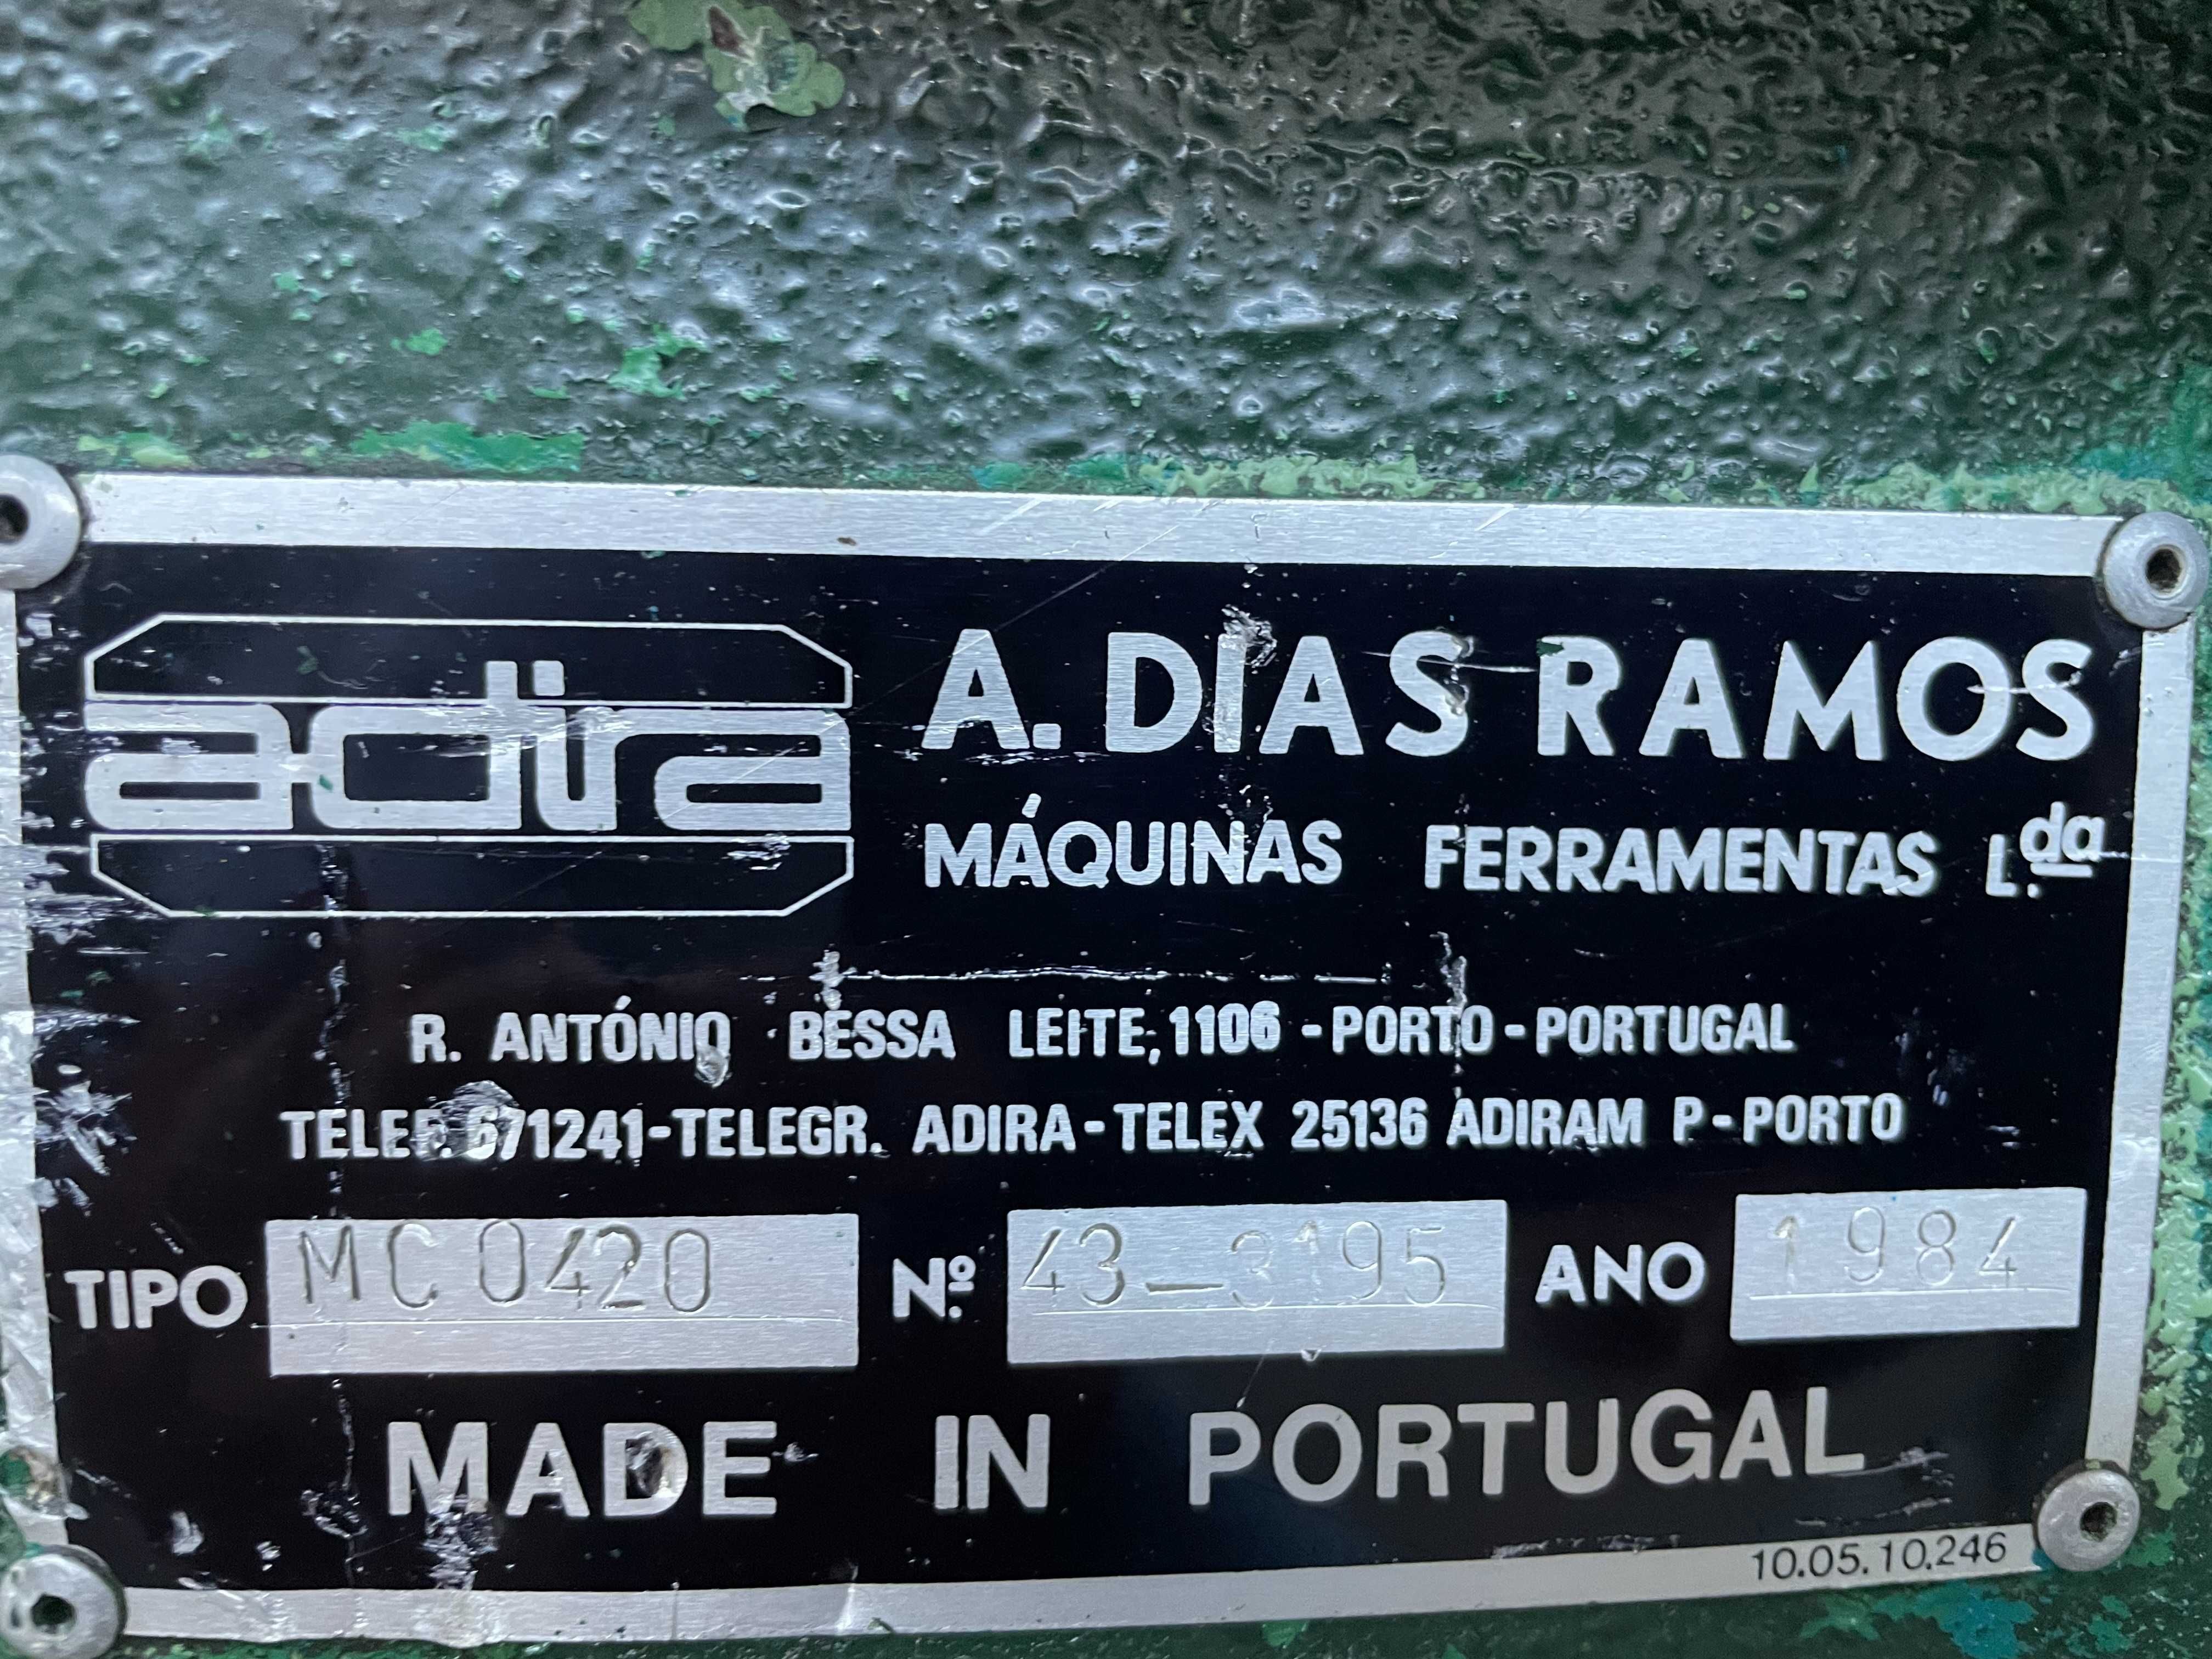 adira
A. DIAS RAMOS
MÁQUINAS FERRAMENTAS L.da
R. ANTÓNIO BESSA LEITE, 1106 - PORTO - PORTUGAL
TELEF. 671241 - TELEGR. ADIRA - TELEX 25136 ADIRAM P - PORTO
TIPO MC 0420 N.º 43-3195 ANO 1984
MADE IN PORTUGAL
10.05.10.246